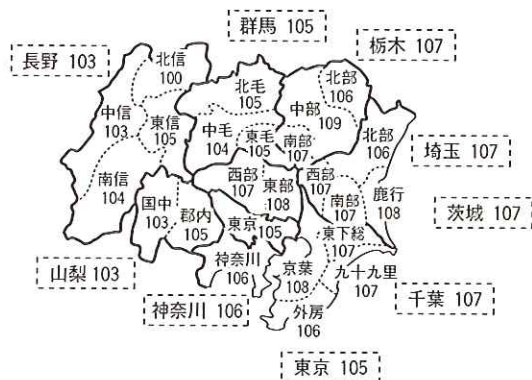 群馬 105
栃木 107
長野 103
北信
100
北毛
105
北部
106
中部
109
中信
103
東信
105
中毛
104
東毛
105
南部
107
北部
106
埼玉 107
南信
104
西部
107
東部
108
西部
107
南部
107
鹿行
108
茨城 107
国中
103
郡内
105
東京 105
東下総
107
神奈川
106
京葉
108
九十九里
107
山梨 103
神奈川 106
外房
106
千葉 107
東京 105